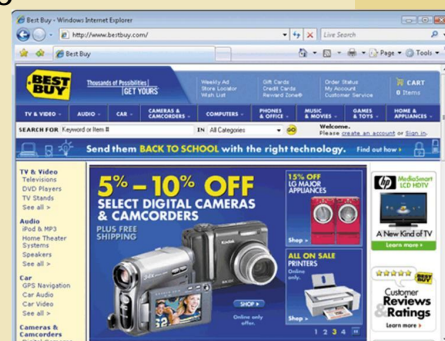 Best Buy - Windows Internet Explorer
http://www.bestbuy.com/
Live Search
Best Buy
Page
Tools
BEST BUY
Thousands of Possibilities
GET YOURS
Weekly Ad
Store Locator
Wish List
Gift Cards
Credit Cards
Reward Zone®
Order Status
My Account
Customer Service
CART
0 Items
TV & VIDEO
AUDIO
CAR
CAMERAS & CAMCORDERS
COMPUTERS
PHONES & OFFICE
MUSIC & MOVIES
GAMES & TOYS
HOME & APPLIANCES
SEARCH FOR Keyword or Item # IN All Categories GO
Welcome.
Please create an account or Sign in.
Send them BACK TO SCHOOL with the right technology. Find out how
TV & Video
Televisions
DVD Players
TV Stands
See all >
Audio
iPod & MP3
Home Theater
Systems
Speakers
See all >
Car
GPS Navigation
Car Audio
Car Video
See all >
Cameras &
Camcorders
5% – 10% OFF
SELECT DIGITAL CAMERAS
& CAMCORDERS
PLUS FREE
SHIPPING
Kodak
SHOP
Online only
offer.
15% OFF
LG MAJOR
APPLIANCES
Shop
ALL ON SALE
PRINTERS
Online
only.
Shop
1 2 3 4
hp
MediaSmart
LCD HDTV
A New Kind of TV
Learn more
BEST BUY
Customer
Reviews
& Ratings
Learn more